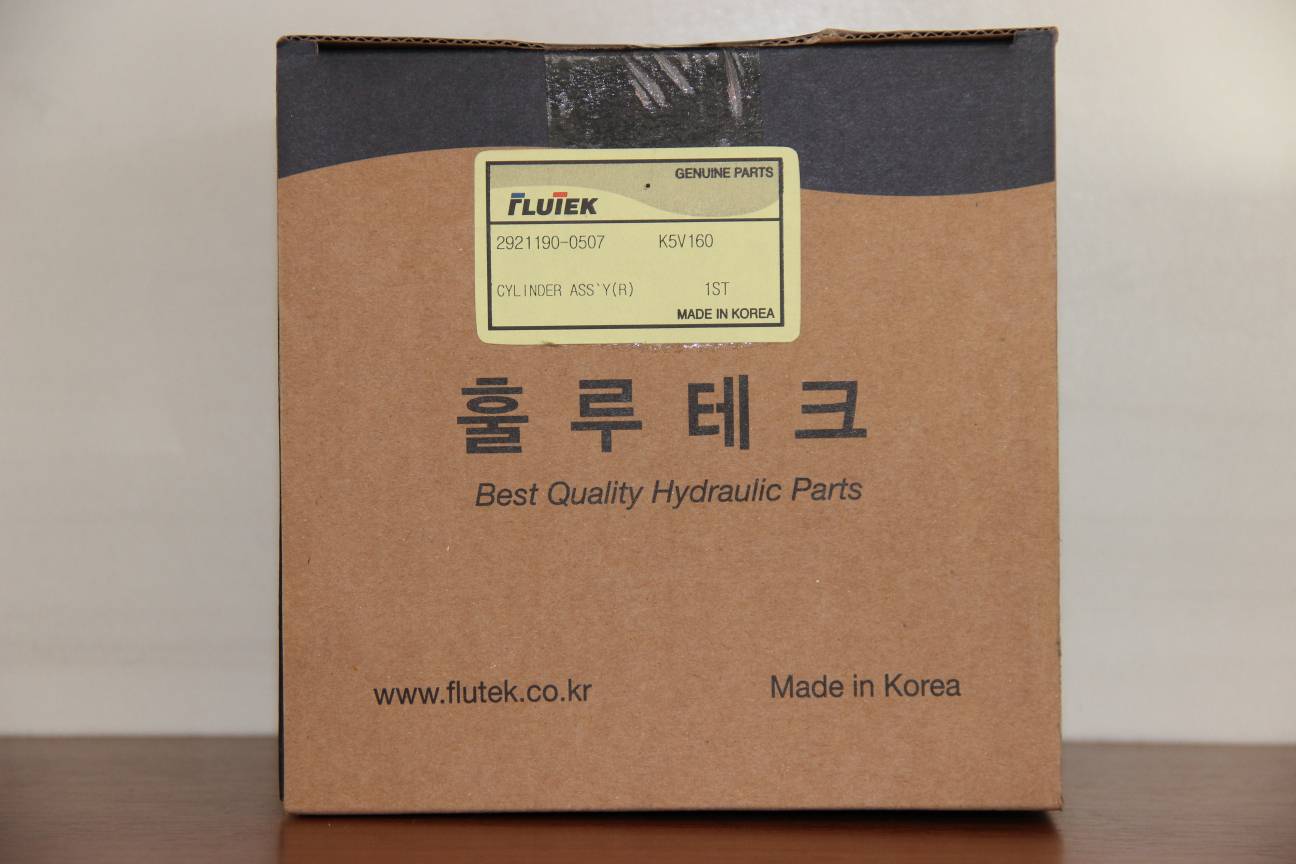 GENUINE PARTS
FLUTEK
2921190-0507 K5V160
CYLINDER ASS`Y(R) 1ST
MADE IN KOREA
훌루테크
Best Quality Hydraulic Parts
www.flutek.co.kr Made in Korea